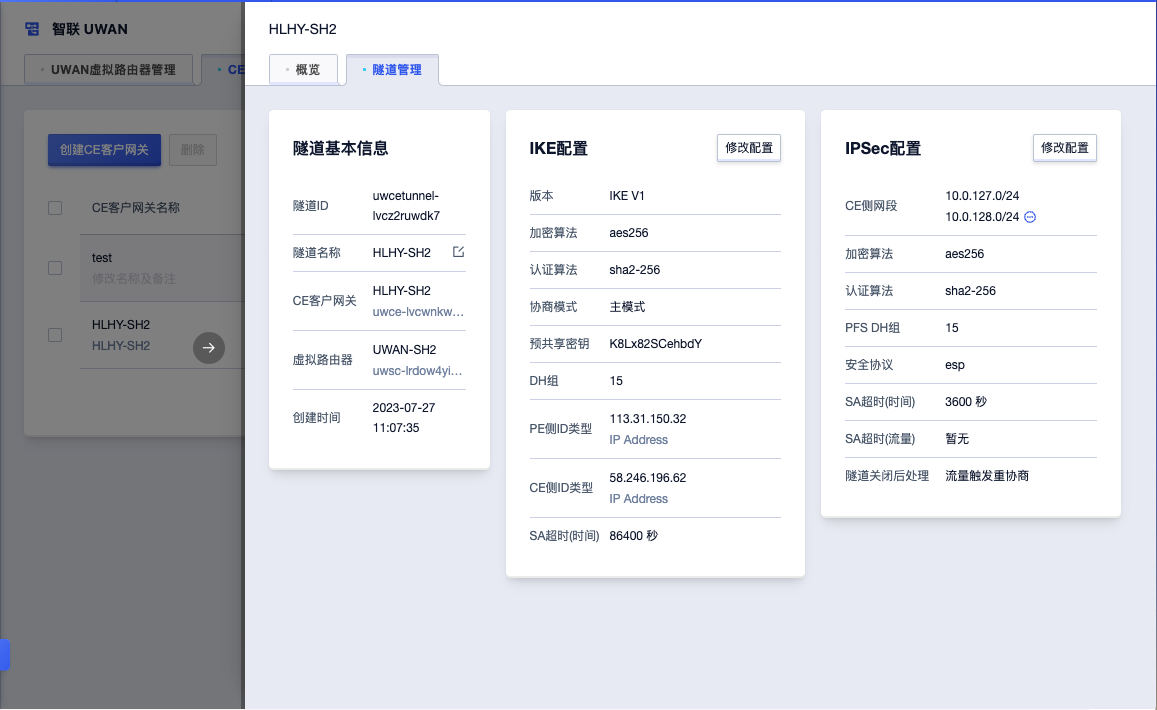 智联 UWAN
UWAN虚拟路由器管理
CE
创建CE客户网关
删除
CE客户网关名称
test
修改名称及备注
HLHY-SH2
HLHY-SH2
HLHY-SH2
概览
隧道管理
隧道基本信息
隧道ID
uwcetunnel-
lvcz2ruwdk7
隧道名称
HLHY-SH2
CE客户网关
HLHY-SH2
uwce-lvcwnkw...
虚拟路由器
UWAN-SH2
uwsc-lrdow4yi...
创建时间
2023-07-27
11:07:35
IKE配置
修改配置
版本
IKE V1
加密算法
aes256
认证算法
sha2-256
协商模式
主模式
预共享密钥
K8Lx82SCehbdY
DH组
15
PE侧ID类型
113.31.150.32
IP Address
CE侧ID类型
58.246.196.62
IP Address
SA超时(时间)
86400 秒
IPSec配置
修改配置
CE侧网段
10.0.127.0/24
10.0.128.0/24
加密算法
aes256
认证算法
sha2-256
PFS DH组
15
安全协议
esp
SA超时(时间)
3600 秒
SA超时(流量)
暂无
隧道关闭后处理
流量触发重协商